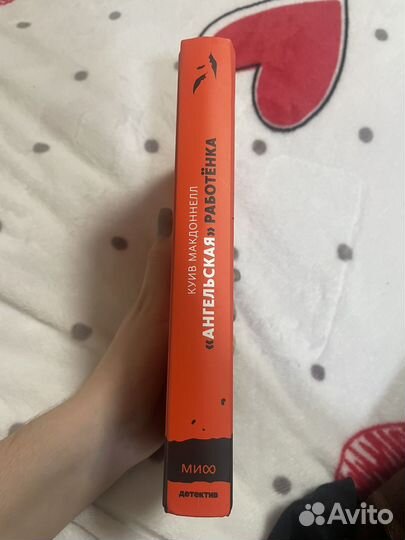 КУИВ МАКДОННЕЛЛ
«АНГЕЛЬСКАЯ» РАБОТЁНКА
МИФ
детектив
Avito